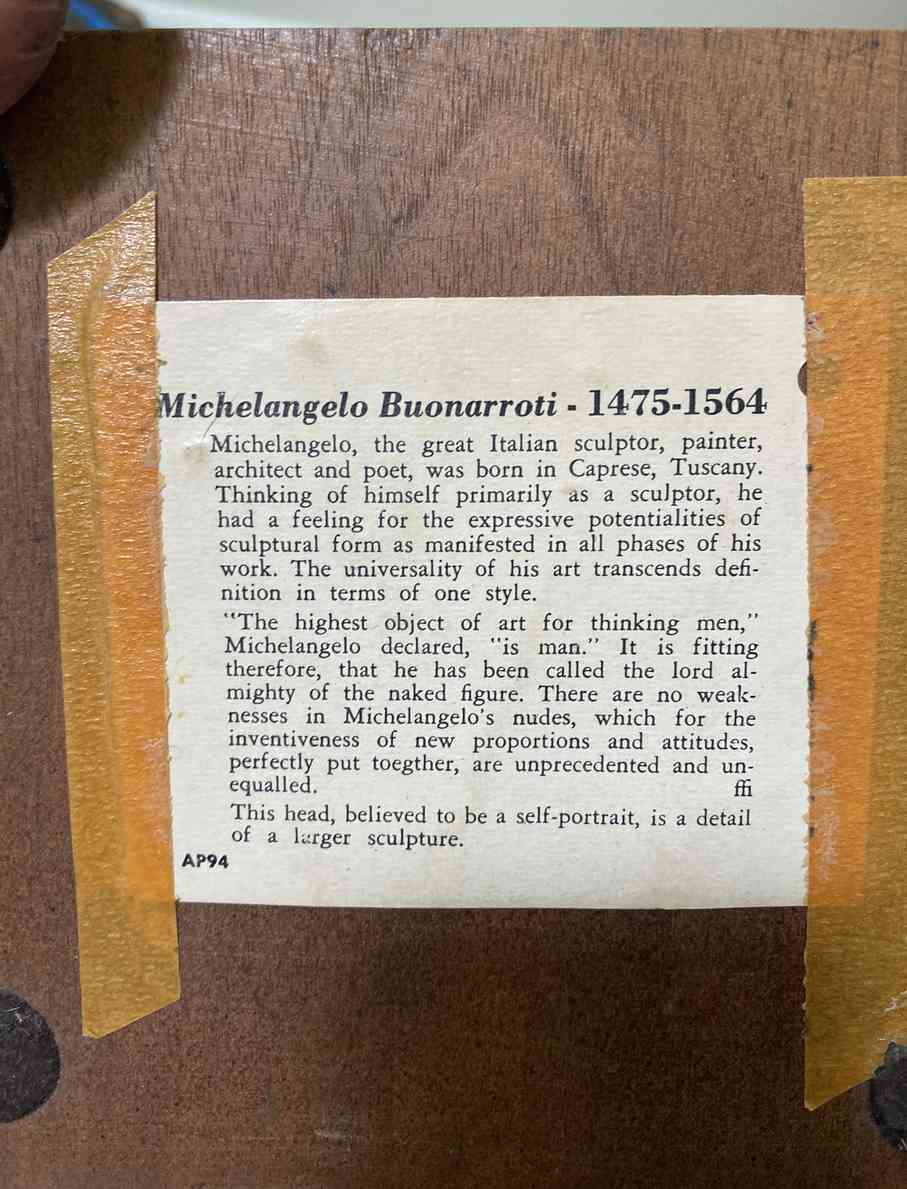 Michelangelo Buonarroti - 1475-1564
Michelangelo, the great Italian sculptor, painter,
architect and poet, was born in Caprese, Tuscany.
Thinking of himself primarily as a sculptor, he
had a feeling for the expressive potentialities of
sculptural form as manifested in all phases of his
work. The universality of his art transcends defi-
nition in terms of one style.
"The highest object of art for thinking men,"
Michelangelo declared, "is man." It is fitting
therefore, that he has been called the lord al-
mighty of the naked figure. There are no weak-
nesses in Michelangelo's nudes, which for the
inventiveness of new proportions and attitudes,
perfectly put toegther, are unprecedented and un-
equalled. ffi
This head, believed to be a self-portrait, is a detail
of a larger sculpture.
AP94